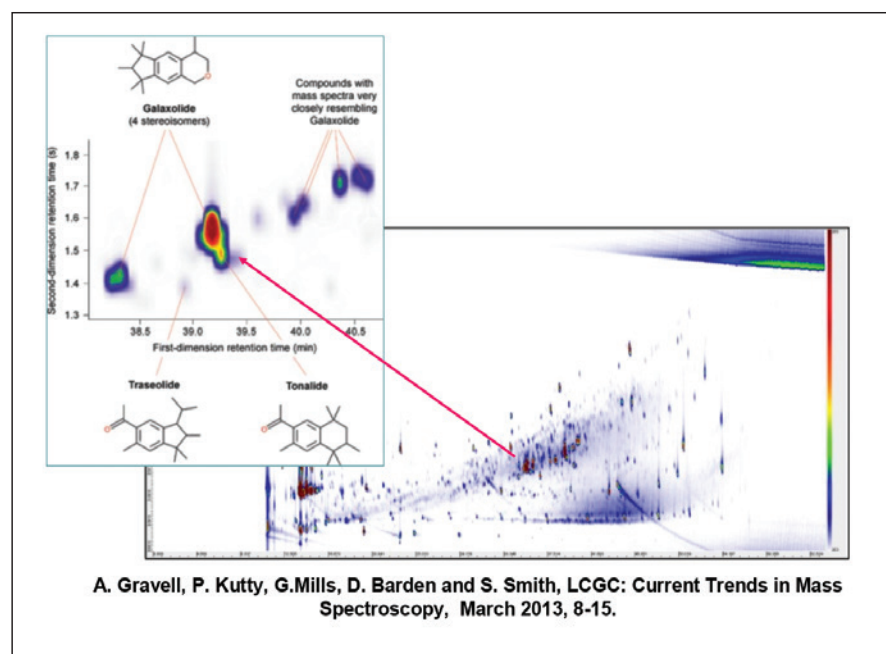 Galaxolide
(4 stereoisomers)
Compounds with
mass spectra very
closely resembling
Galaxolide
O
1.8
1.7
1.6
1.5
1.4
1.3
Second-dimension retention time (s)
38.5 39.0 39.5 40.0 40.5
First-dimension retention time (min)
Traseolide
Tonalide
O
O
A. Gravell, P. Kutty, G.Mills, D. Barden and S. Smith, LCGC: Current Trends in Mass
Spectroscopy, March 2013, 8-15.